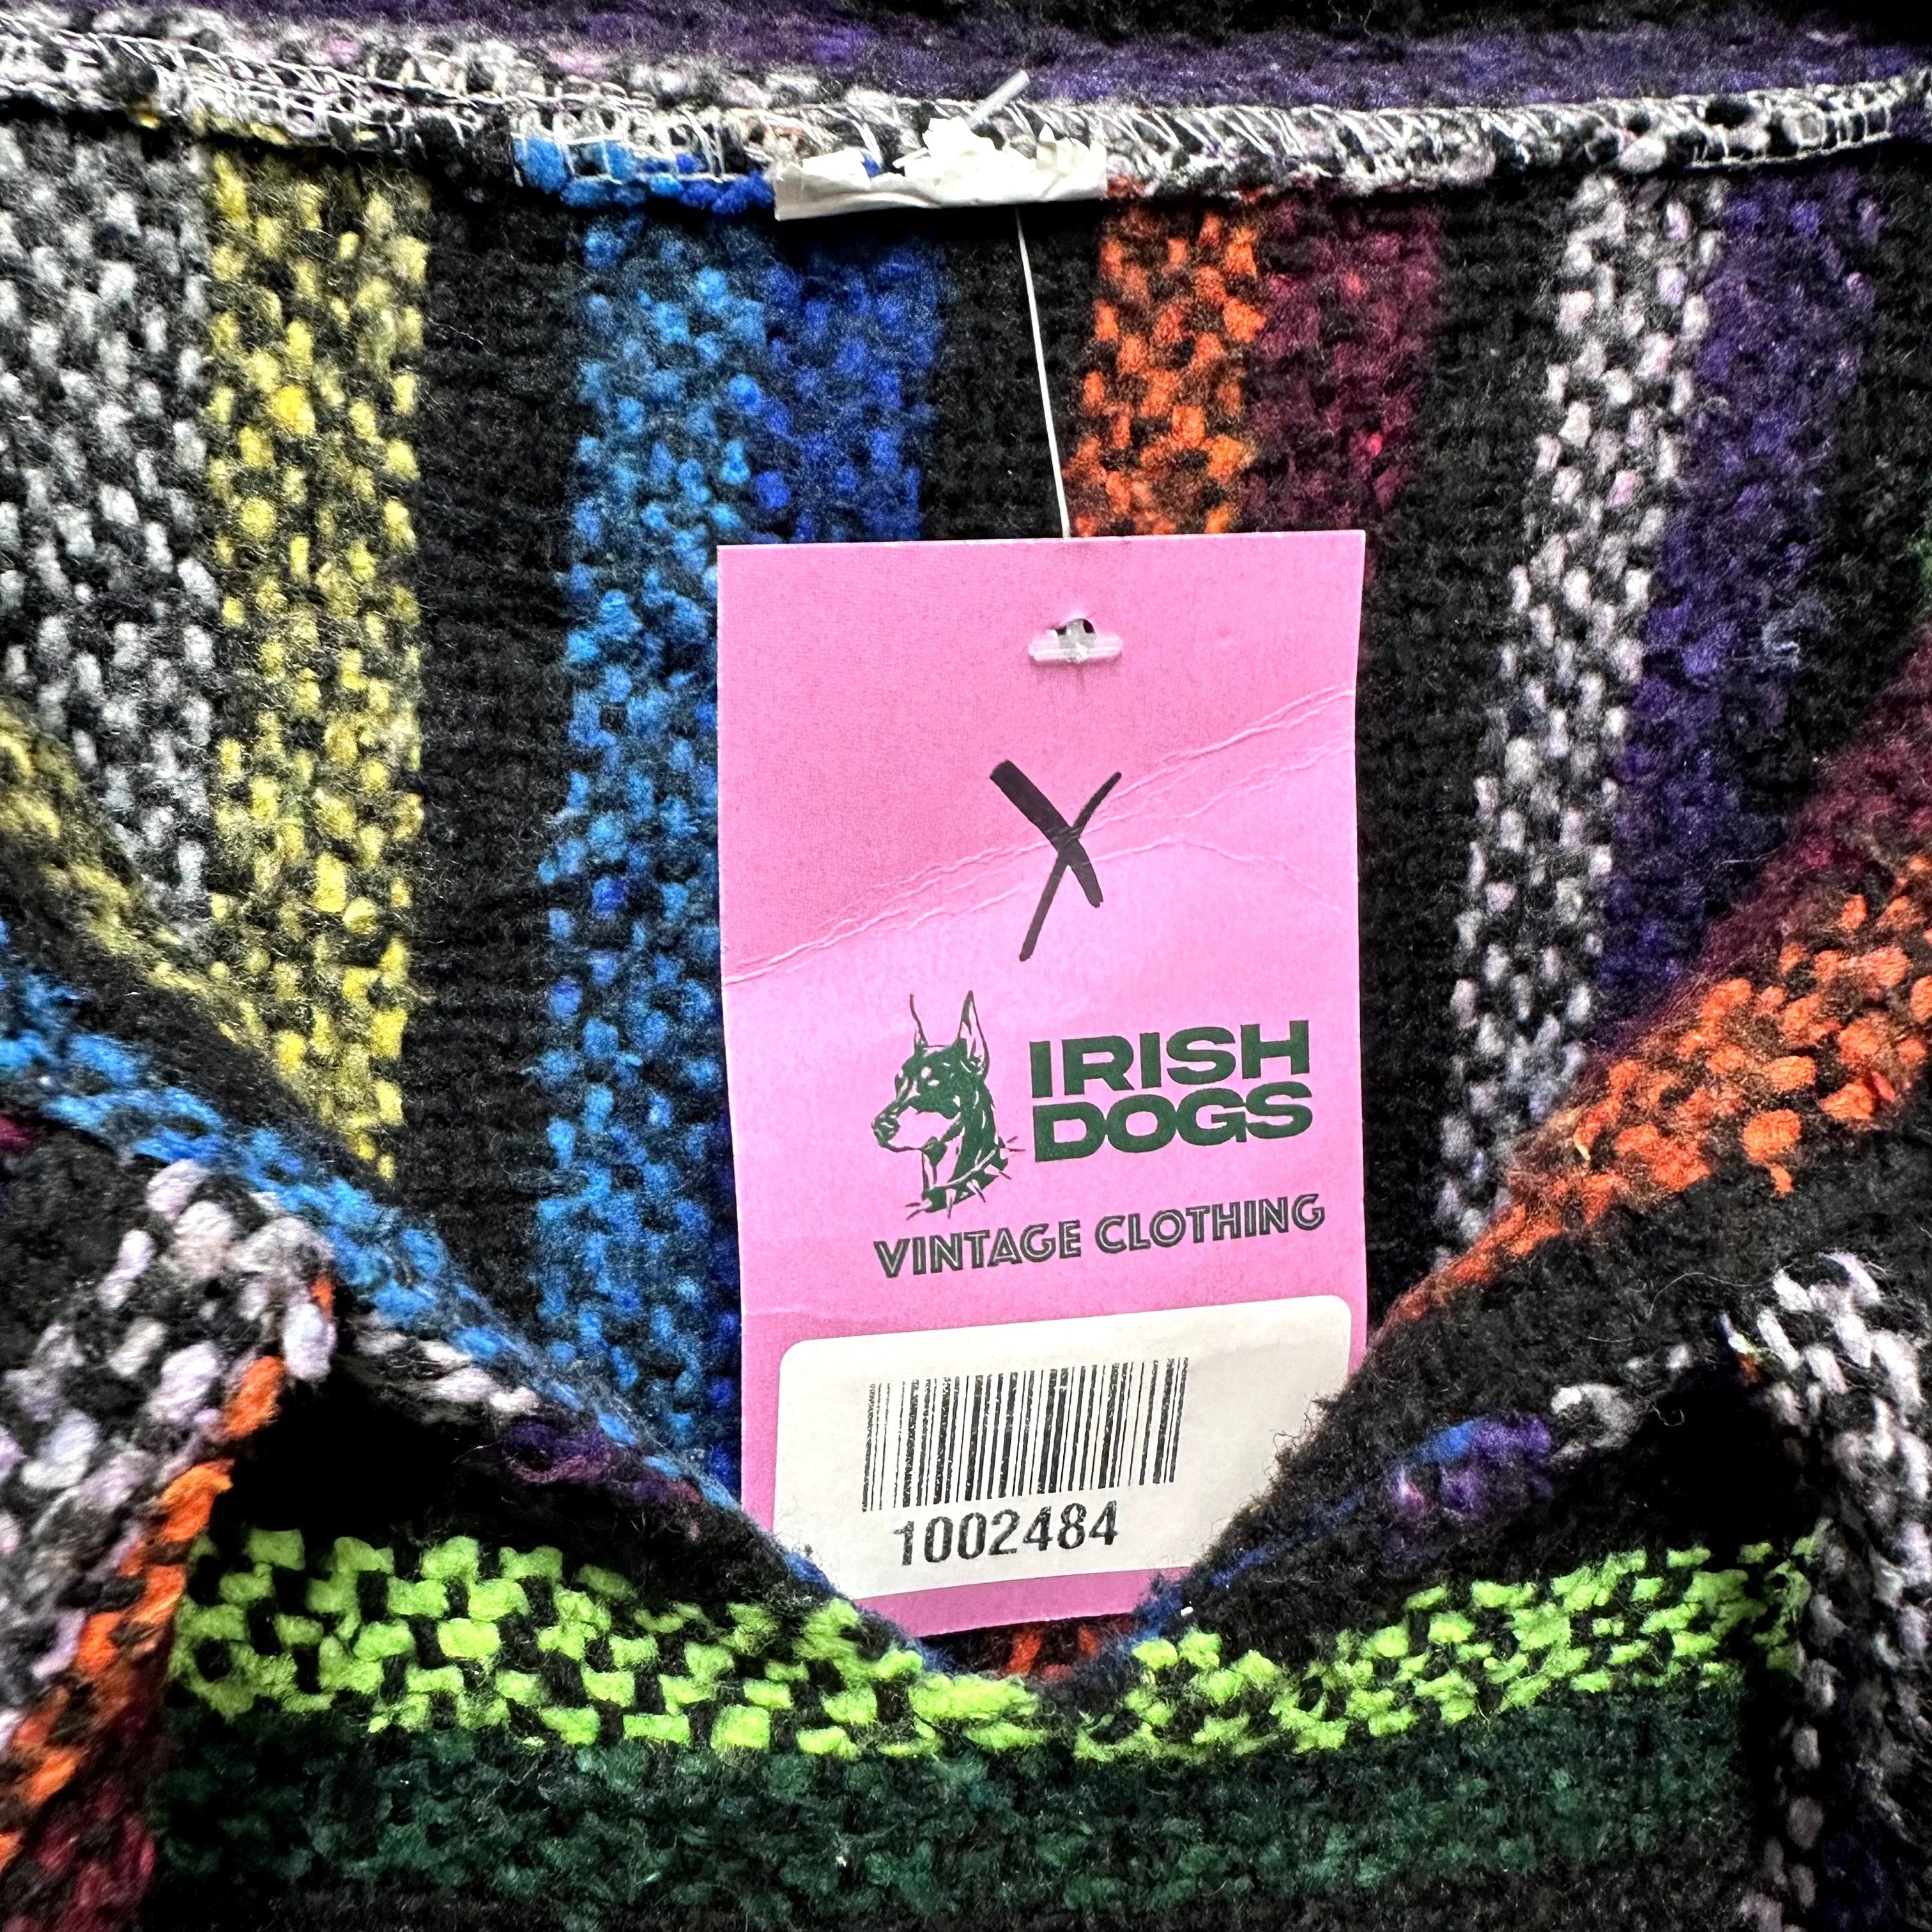 X
IRISH
DOGS
VINTAGE CLOTHING
1002484